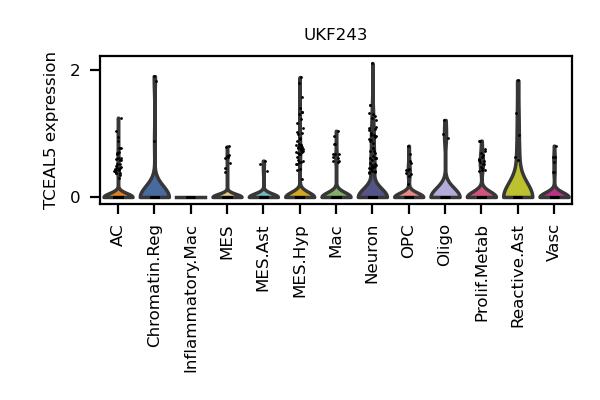 UKF243
TCEAL5 expression
2
0
AC
Chromatin.Reg
Inflammatory.Mac
MES
MES.Ast
MES.Hyp
Mac
Neuron
OPC
Oligo
Prolif.Metab
Reactive.Ast
Vasc